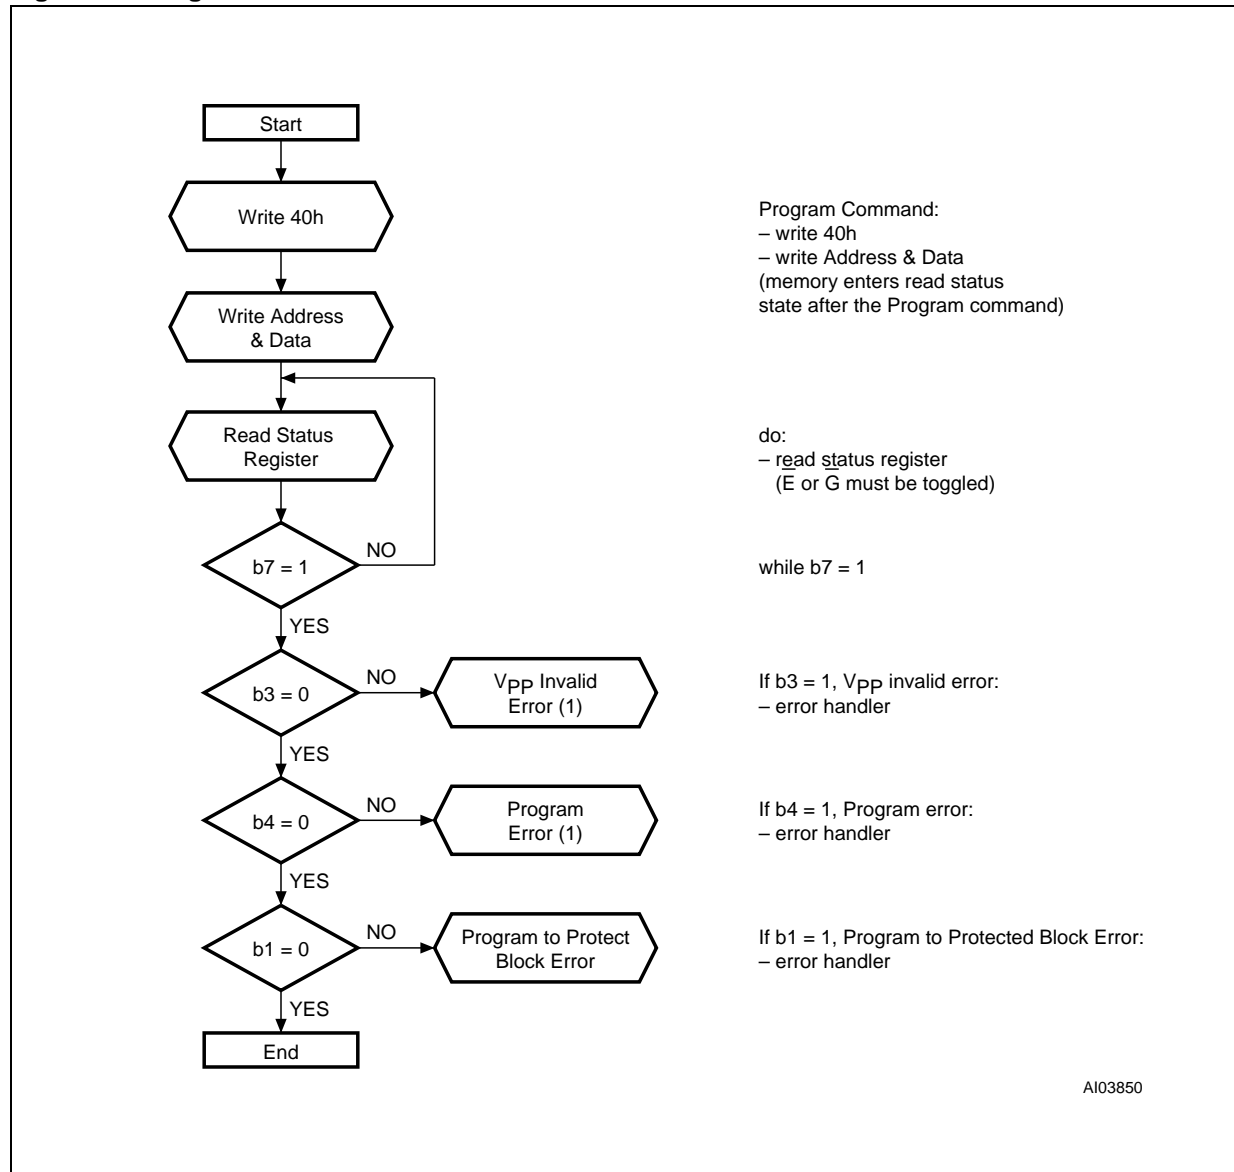 Start
Write 40h
Program Command:
– write 40h
– write Address & Data
(memory enters read status
state after the Program command)
Write Address
& Data
Read Status
Register
do:
– read status register
(E̅ or G̅ must be toggled)
b7 = 1
NO
while b7 = 1
YES
b3 = 0
NO
VPP Invalid
Error (1)
If b3 = 1, VPP invalid error:
– error handler
YES
b4 = 0
NO
Program
Error (1)
If b4 = 1, Program error:
– error handler
YES
b1 = 0
NO
Program to Protect
Block Error
If b1 = 1, Program to Protected Block Error:
– error handler
YES
End
AI03850